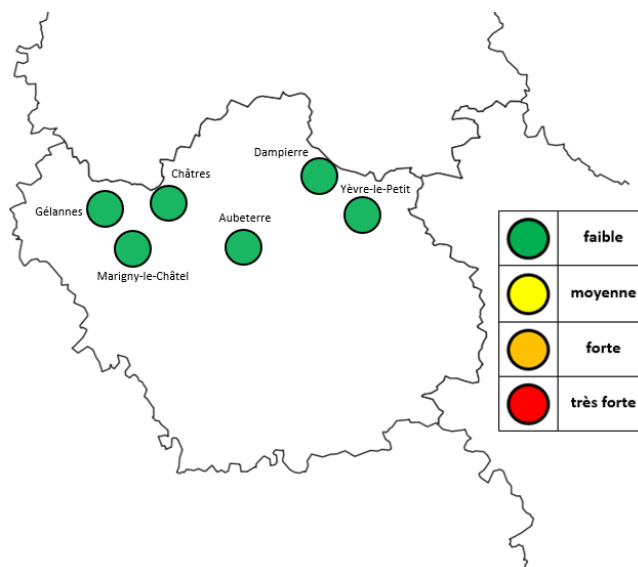 Dampierre
Châtres
Yèvre-le-Petit
Gélannes
Aubeterre
Marigny-le-Châtel
faible
moyenne
forte
très forte